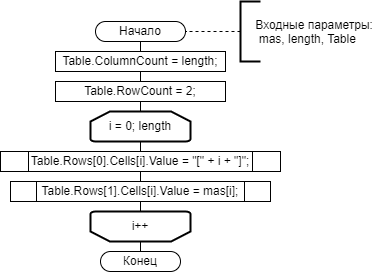 Начало
Входные параметры:
mas, length, Table
Table.ColumnCount = length;
Table.RowCount = 2;
i = 0; length
Table.Rows[0].Cells[i].Value = "[" + i + "]";
Table.Rows[1].Cells[i].Value = mas[i];
i++
Конец